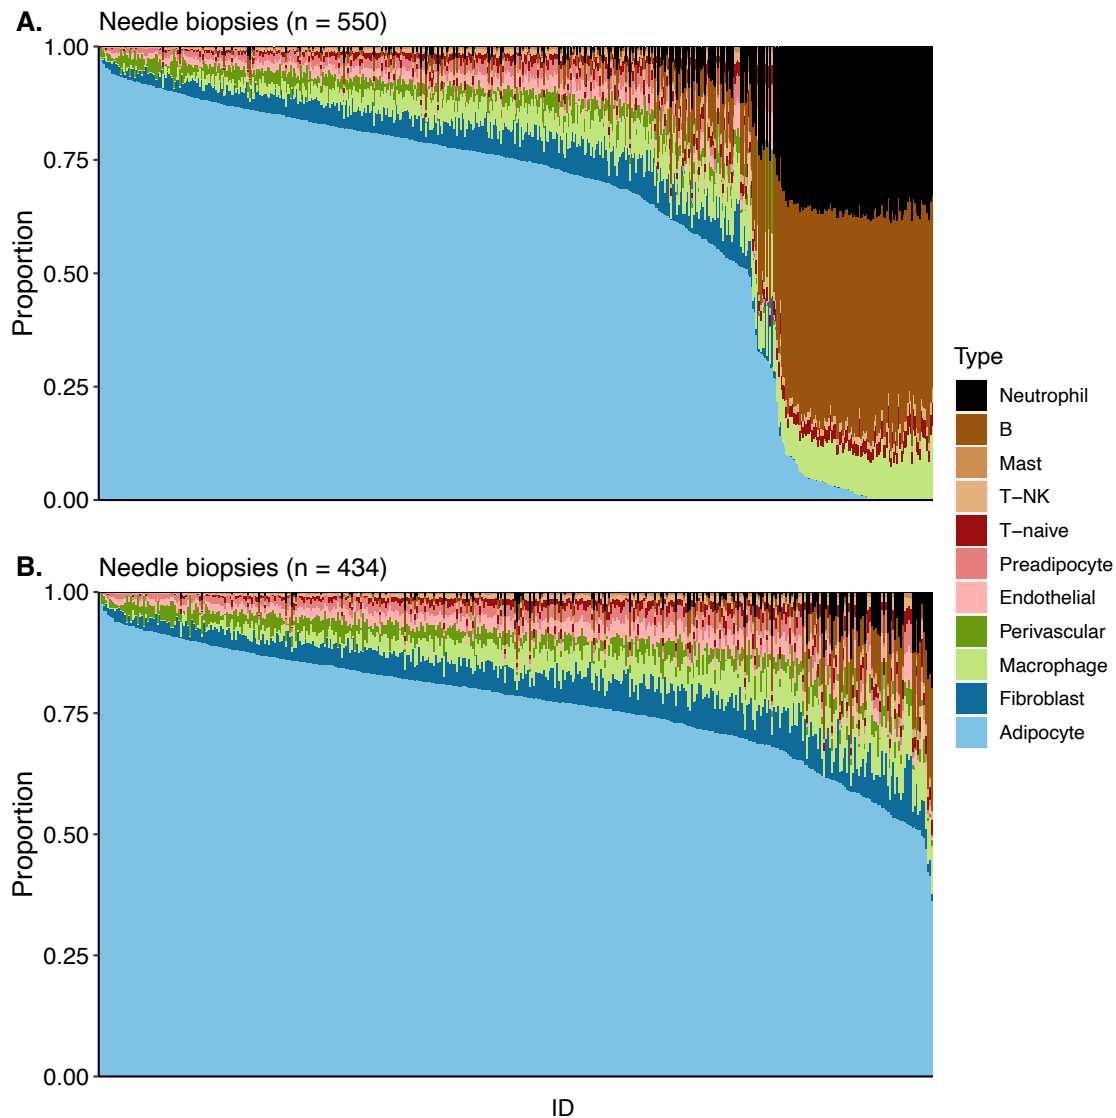 A.
Needle biopsies (n = 550)
1.00
0.75
0.50
0.25
0.00
Proportion
B.
Needle biopsies (n = 434)
1.00
0.75
0.50
0.25
0.00
Proportion
ID
Type
Neutrophil
B
Mast
T−NK
T−naive
Preadipocyte
Endothelial
Perivascular
Macrophage
Fibroblast
Adipocyte